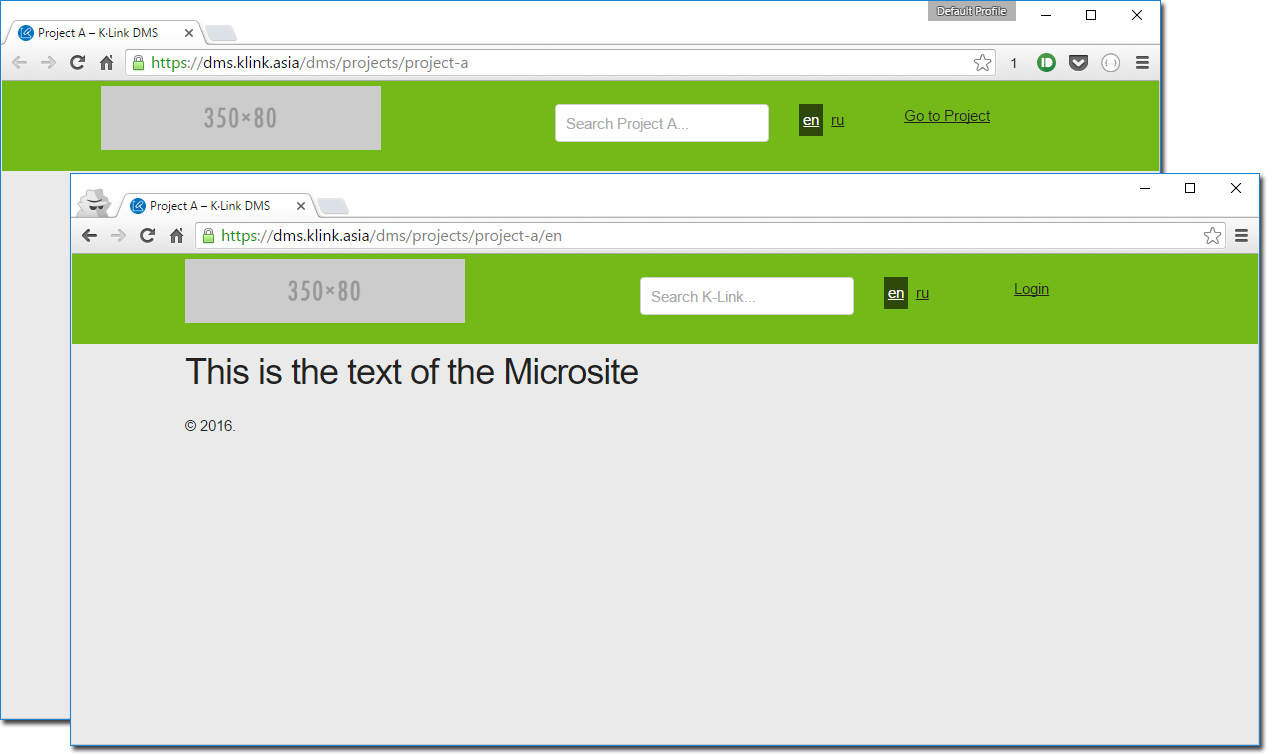 Default Profile
Project A – K-Link DMS
https://dms.klink.asia/dms/projects/project-a
1
350×80
Search Project A...
en ru
Go to Project
Project A – K-Link DMS
https://dms.klink.asia/dms/projects/project-a/en
350×80
Search K-Link...
en ru
Login
This is the text of the Microsite
© 2016.